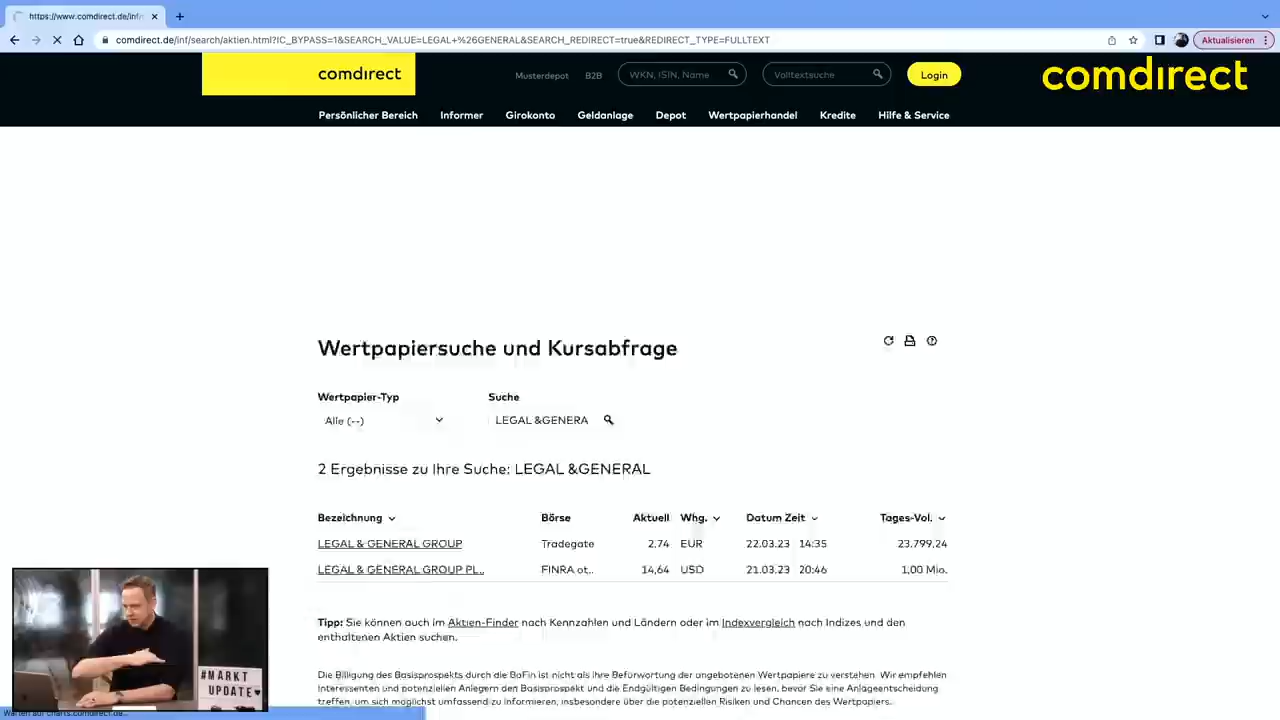 https://www.comdirect.de/inf/
comdirect.de/inf/search/aktien.html?IC_BYPASS=1&SEARCH_VALUE=LEGAL+%26GENERAL&SEARCH_REDIRECT=true&REDIRECT_TYPE=FULLTEXT
Aktualisieren
comdirect
Musterdepot B2B WKN, ISIN, Name Volltextsuche Login
comdirect
Persönlicher Bereich Informer Girokonto Geldanlage Depot Wertpapierhandel Kredite Hilfe & Service
Wertpapiersuche und Kursabfrage
Wertpapier-Typ Suche
Alle (--) LEGAL &GENERA
2 Ergebnisse zu Ihre Suche: LEGAL &GENERAL
Bezeichnung Börse Aktuell Whg. Datum Zeit Tages-Vol.
LEGAL & GENERAL GROUP Tradegate 2,74 EUR 22.03.23 14:35 23.799,24
LEGAL & GENERAL GROUP PL.. FINRA ot.. 14,64 USD 21.03.23 20:46 1,00 Mio.
Tipp: Sie können auch im Aktien-Finder nach Kennzahlen und Ländern oder im Indexvergleich nach Indizes und den
enthaltenen Aktien suchen.
Die Billigung des Basisprospekts durch die BaFin ist nicht als ihre Befürwortung der angebotenen Wertpapiere zu verstehen. Wir empfehlen
Interessenten und potenziellen Anlegern den Basisprospekt und die Endgültigen Bedingungen zu lesen, bevor Sie eine Anlageentscheidung
treffen, um sich möglichst umfassend zu informieren, insbesondere über die potenziellen Risiken und Chancen des Wertpapiers.
#MARKT
UPDATE♥
Warten auf charts.comdirect.de...